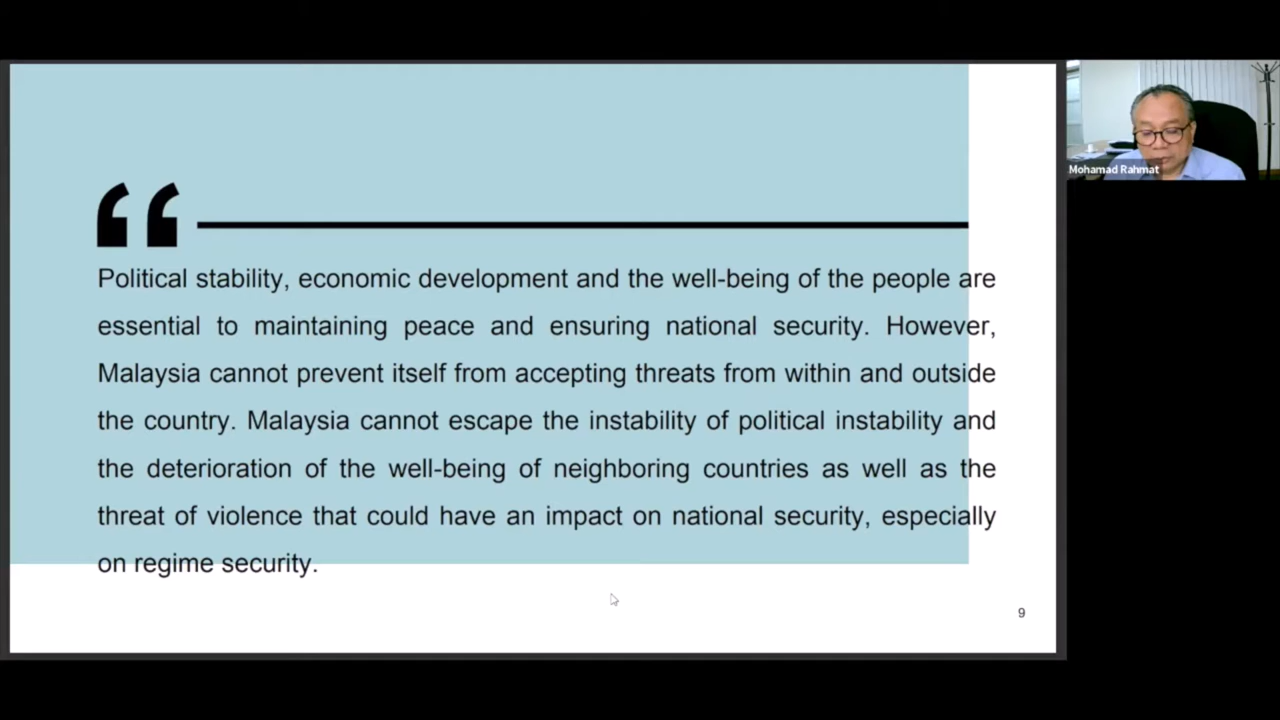 Political stability, economic development and the well-being of the people are
essential to maintaining peace and ensuring national security. However,
Malaysia cannot prevent itself from accepting threats from within and outside
the country. Malaysia cannot escape the instability of political instability and
the deterioration of the well-being of neighboring countries as well as the
threat of violence that could have an impact on national security, especially
on regime security.
9
Mohamad Rahmat